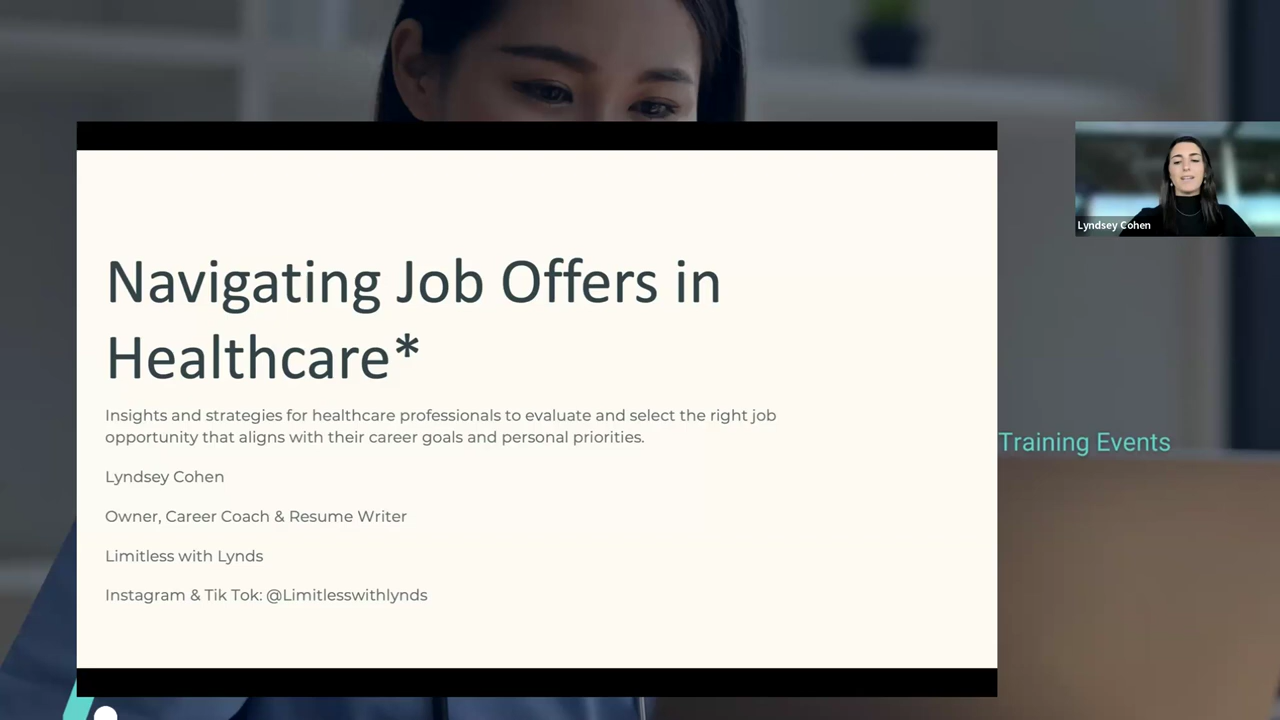 Navigating Job Offers in
Healthcare*
Insights and strategies for healthcare professionals to evaluate and select the right job
opportunity that aligns with their career goals and personal priorities.
Lyndsey Cohen
Owner, Career Coach & Resume Writer
Limitless with Lynds
Instagram & Tik Tok: @Limitlesswithlynds
Lyndsey Cohen
Training Events